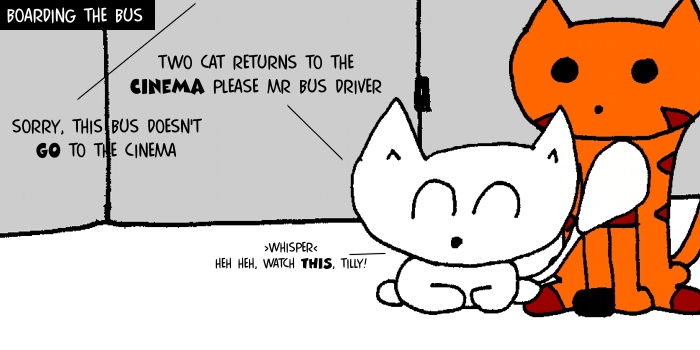 BOARDING THE BUS
TWO CAT RETURNS TO THE
CINEMA PLEASE MR BUS DRIVER
SORRY, THIS BUS DOESN'T
GO TO THE CINEMA
>WHISPER<
HEH HEH, WATCH THIS, TILLY!